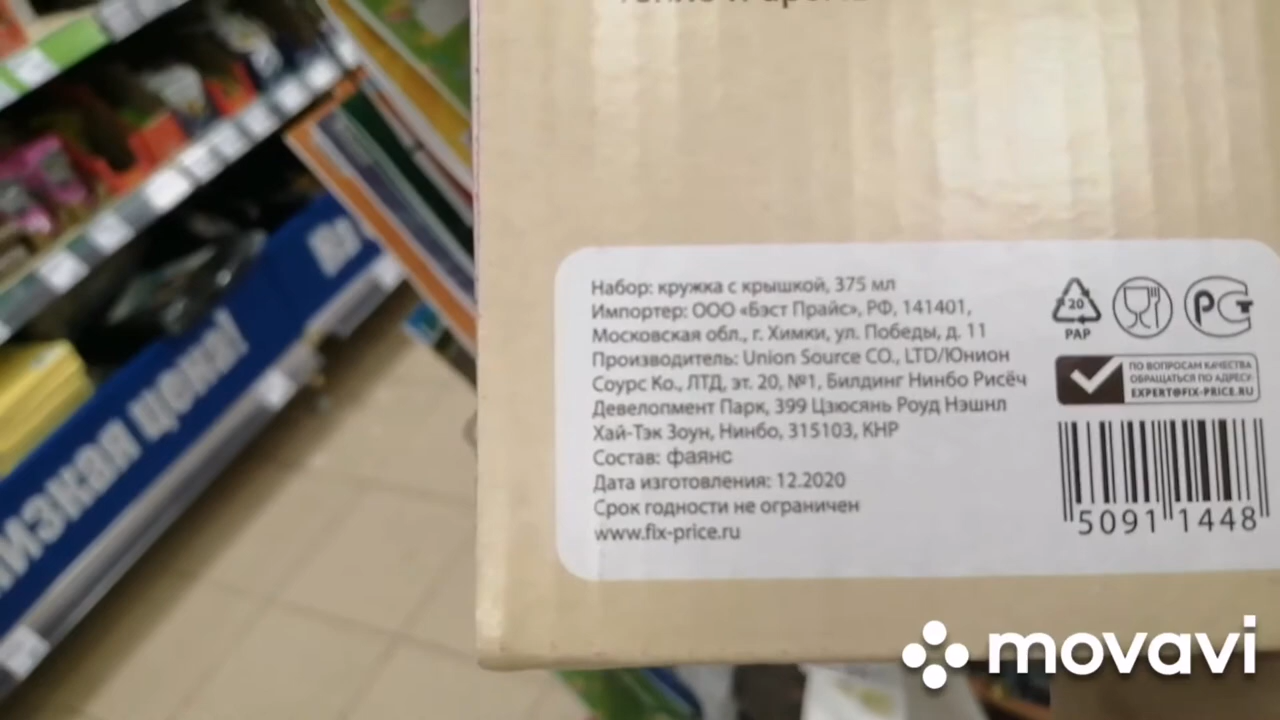 Набор: кружка с крышкой, 375 мл
Импортер: ООО «Бэст Прайс», РФ, 141401,
Московская обл., г. Химки, ул. Победы, д. 11
Производитель: Union Source CO., LTD/Юнион
Соурс Ко., ЛТД, эт. 20, №1, Билдинг Нинбо Рисёч
Девелопмент Парк, 399 Цзюсянь Роуд Нэшнл
Хай-Тэк Зоун, Нинбо, 315103, КНР
Состав: фаянс
Дата изготовления: 12.2020
Срок годности не ограничен
www.fix-price.ru
20
PAP
РСТ
ПО ВОПРОСАМ КАЧЕСТВА
ОБРАЩАТЬСЯ ПО АДРЕСУ:
EXPERT@FIX-PRICE.RU
5091 1448
цена!
movavi